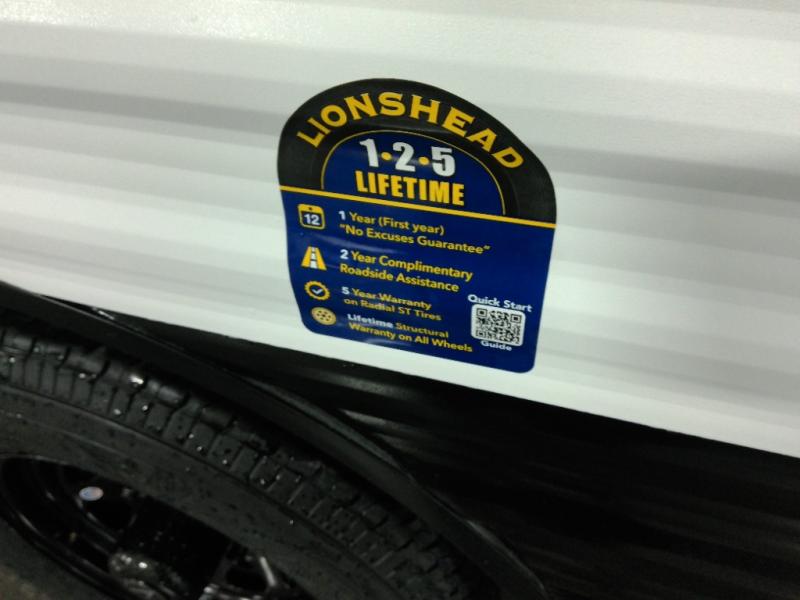 LIONSHEAD
1•2•5
LIFETIME
12
1 Year (First year)
"No Excuses Guarantee"
2 Year Complimentary
Roadside Assistance
5 Year Warranty
on Radial ST Tires
Lifetime Structural
Warranty on All Wheels
Quick Start
Guide